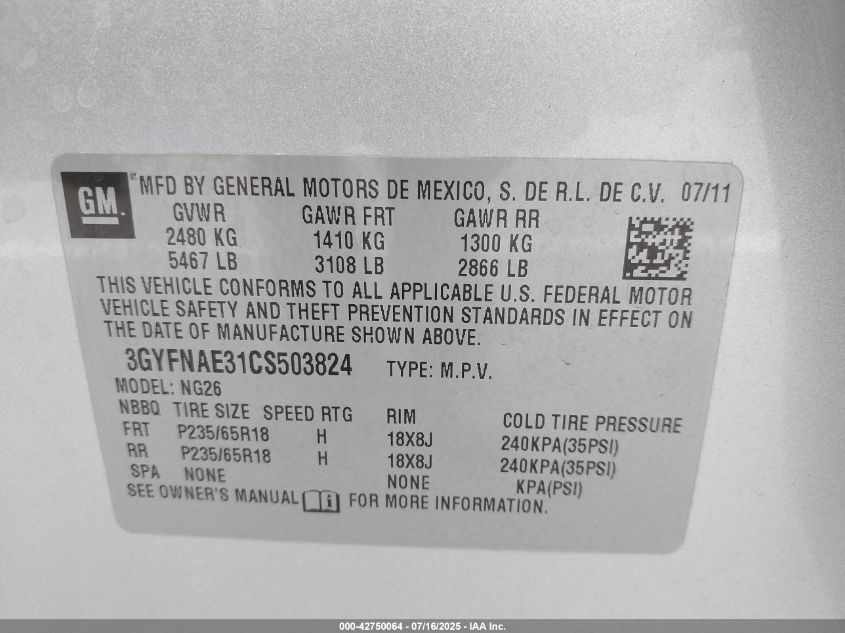 GM ® MFD BY GENERAL MOTORS DE MEXICO, S. DE R.L. DE C.V. 07/11
GVWR GAWR FRT GAWR RR
2480 KG 1410 KG 1300 KG
5467 LB 3108 LB 2866 LB
THIS VEHICLE CONFORMS TO ALL APPLICABLE U.S. FEDERAL MOTOR
VEHICLE SAFETY AND THEFT PREVENTION STANDARDS IN EFFECT ON
THE DATE OF MANUFACTURE SHOWN ABOVE.
3GYFNAE31CS503824 TYPE: M.P.V.
MODEL: NG26
NBBQ TIRE SIZE SPEED RTG RIM COLD TIRE PRESSURE
FRT P235/65R18 H 18X8J 240KPA(35PSI)
RR P235/65R18 H 18X8J 240KPA(35PSI)
SPA NONE NONE KPA(PSI)
SEE OWNER'S MANUAL i FOR MORE INFORMATION.
000-42750064 - 07/16/2025 - IAA Inc.